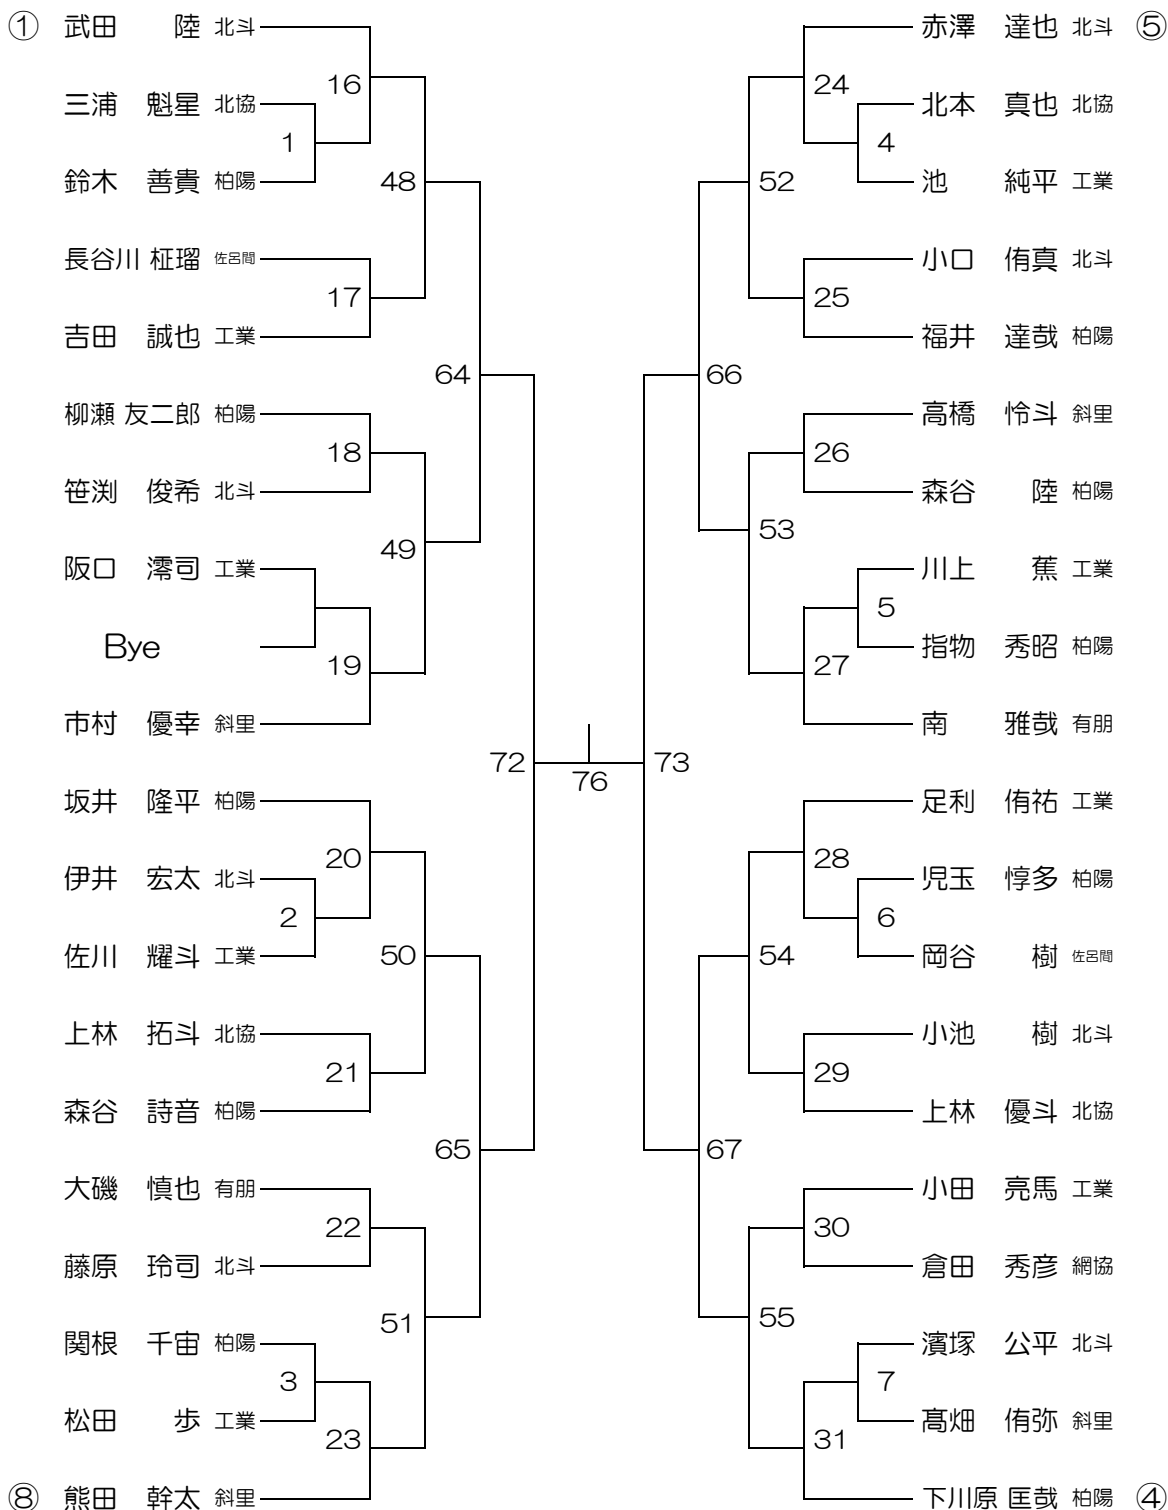 ① 武田 陸 北斗
三浦 魁星 北協
鈴木 善貴 柏陽
長谷川 柾瑠 佐呂間
吉田 誠也 工業
柳瀬 友二郎 柏陽
笹渕 俊希 北斗
阪口 澪司 工業
Bye
市村 優幸 斜里
坂井 隆平 柏陽
伊井 宏太 北斗
佐川 耀斗 工業
上林 拓斗 北協
森谷 詩音 柏陽
大磯 慎也 有朋
藤原 玲司 北斗
関根 千宙 柏陽
松田 歩 工業
⑧ 熊田 幹太 斜里
16
1
48
17
64
18
49
19
72
20
2
50
21
65
22
51
3
23
76
24
4
52
25
66
26
53
5
27
73
28
6
54
29
67
30
55
7
31
赤澤 達也 北斗 ⑤
北本 真也 北協
池 純平 工業
小口 侑真 北斗
福井 達哉 柏陽
高橋 怜斗 斜里
森谷 陸 柏陽
川上 蕉 工業
指物 秀昭 柏陽
南 雅哉 有朋
足利 侑祐 工業
児玉 惇多 柏陽
岡谷 樹 佐呂間
小池 樹 北斗
上林 優斗 北協
小田 亮馬 工業
倉田 秀彦 網協
濱塚 公平 北斗
髙畑 侑弥 斜里
下川原 匡哉 柏陽 ④